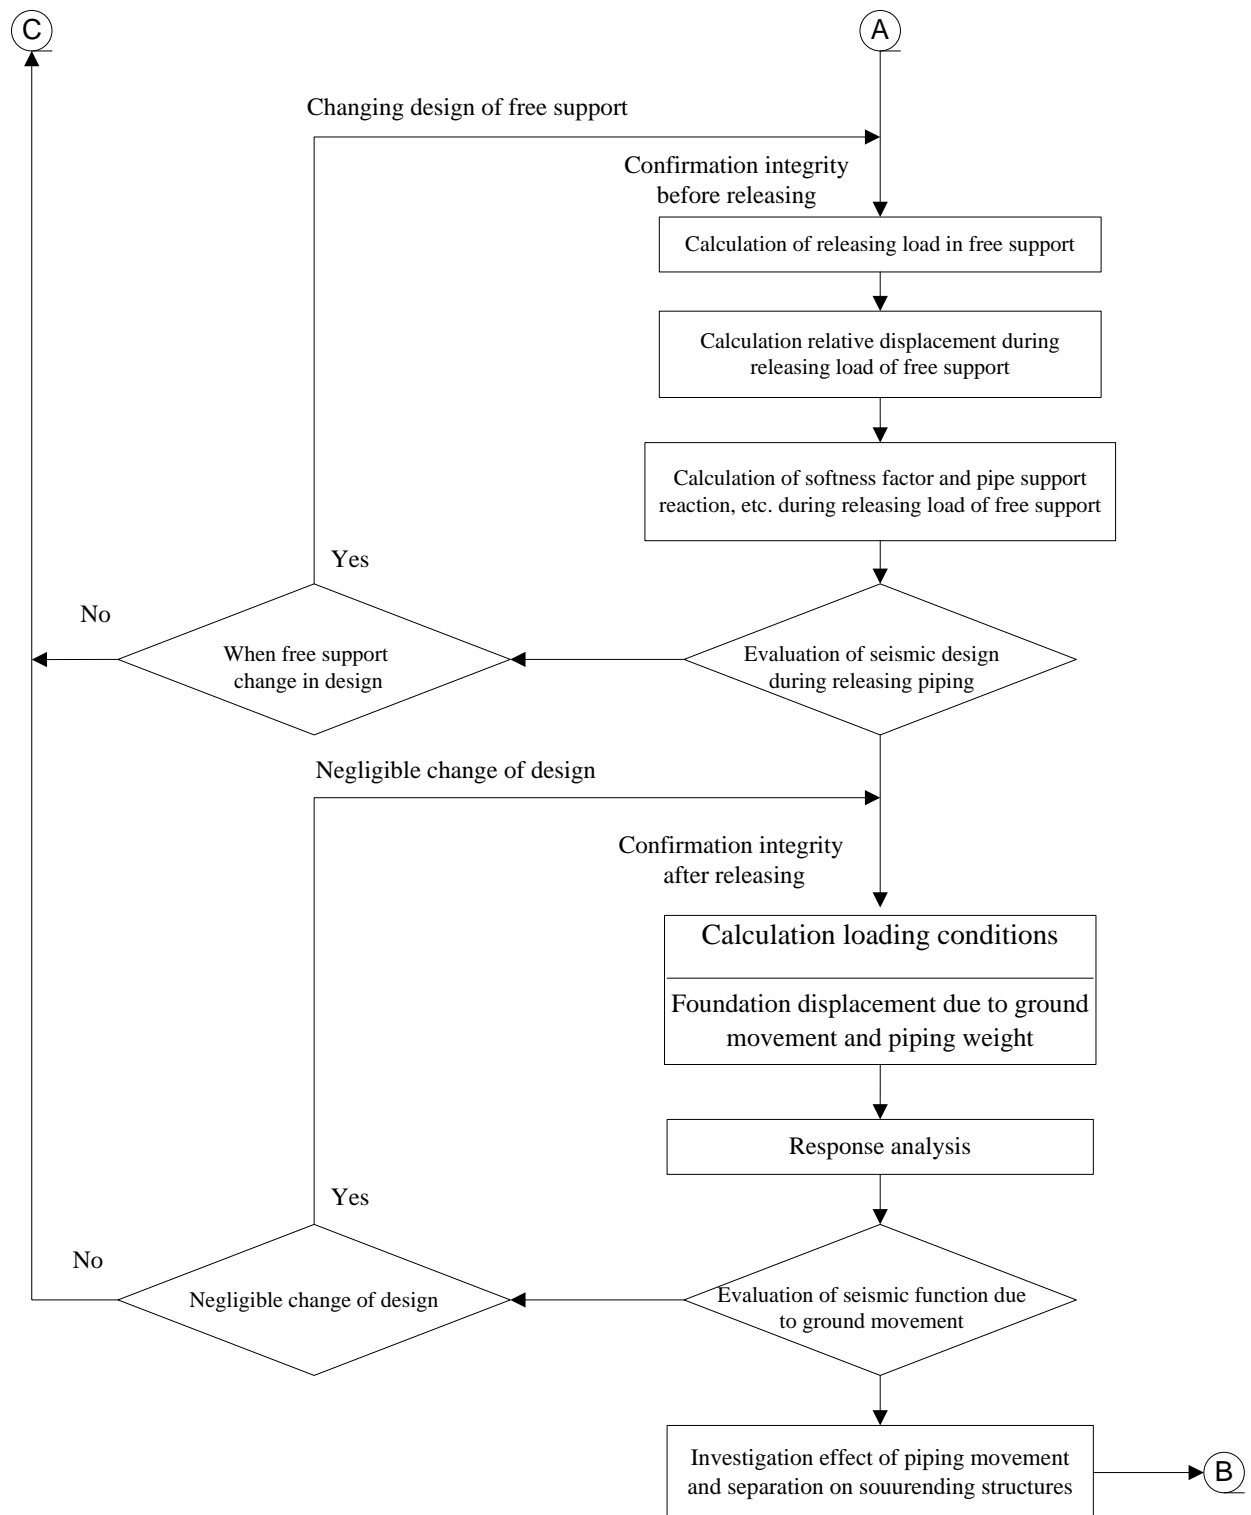 C
A
Changing design of free support
Confirmation integrity
before releasing
Calculation of releasing load in free support
Calculation relative displacement during
releasing load of free support
Calculation of softness factor and pipe support
reaction, etc. during releasing load of free support
Yes
No
When free support
change in design
Evaluation of seismic design
during releasing piping
Negligible change of design
Confirmation integrity
after releasing
Calculation loading conditions
Foundation displacement due to ground
movement and piping weight
Response analysis
Yes
No
Negligible change of design
Evaluation of seismic function due
to ground movement
Investigation effect of piping movement
and separation on souurending structures
B